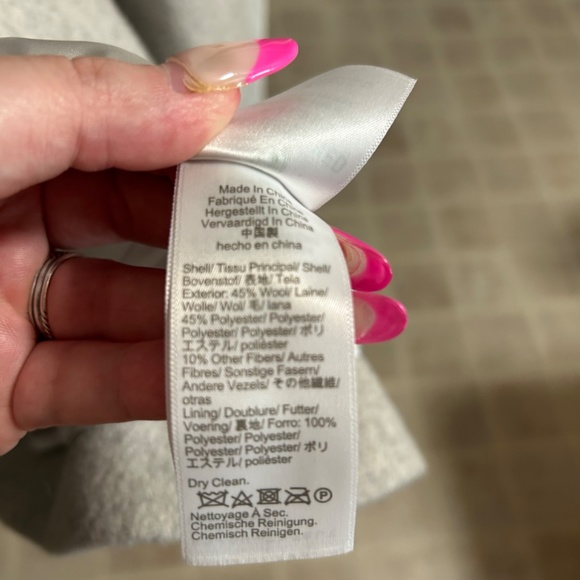 Made In China
Fabriqué En Chine
Hergestellt In China
Vervaardigd In China
中国製
hecho en china
Shell/ Tissu Principal/ Shell/
Bovenstof/ 表地/ Tela
Exterior: 45% Wool/ Laine/
Wolle/ Wol/ 毛/ lana
45% Polyester/ Polyester/
Polyester/ Polyester/ ポリ
エステル/ poliéster
10% Other Fibers/ Autres
Fibres/ Sonstige Fasern/
Andere Vezels/ その他繊維/
otras
Lining/ Doublure/ Futter/
Voering/ 裏地/ Forro: 100%
Polyester/ Polyester/
Polyester/ Polyester/ ポリ
エステル/ poliéster
Dry Clean.
P
Nettoyage À Sec.
Chemische Reinigung.
Chemisch Reinigen.